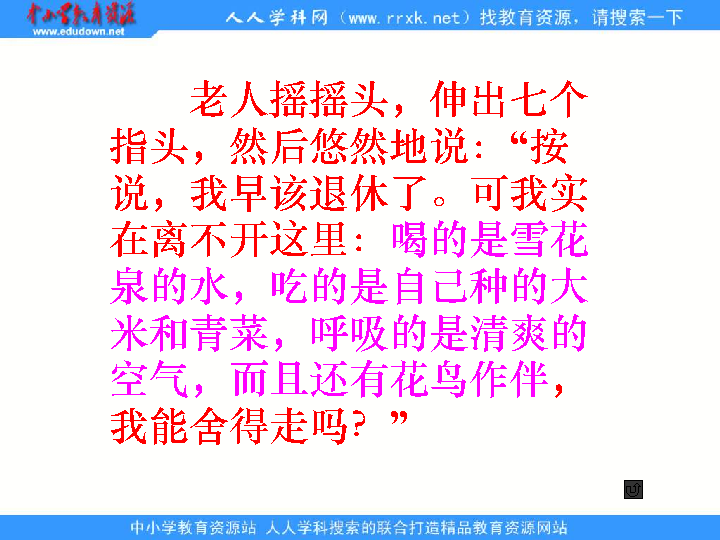 中小学教育资源
www.edudown.net
人人学科网（www.rrxk.net）找教育资源，请搜索一下
老人摇摇头，伸出七个
指头，然后悠然地说：“按
说，我早该退休了。可我实
在离不开这里：喝的是雪花
泉的水，吃的是自己种的大
米和青菜，呼吸的是清爽的
空气，而且还有花鸟作伴，
我能舍得走吗？”
中小学教育资源站 人人学科搜索的联合打造精品教育资源网站